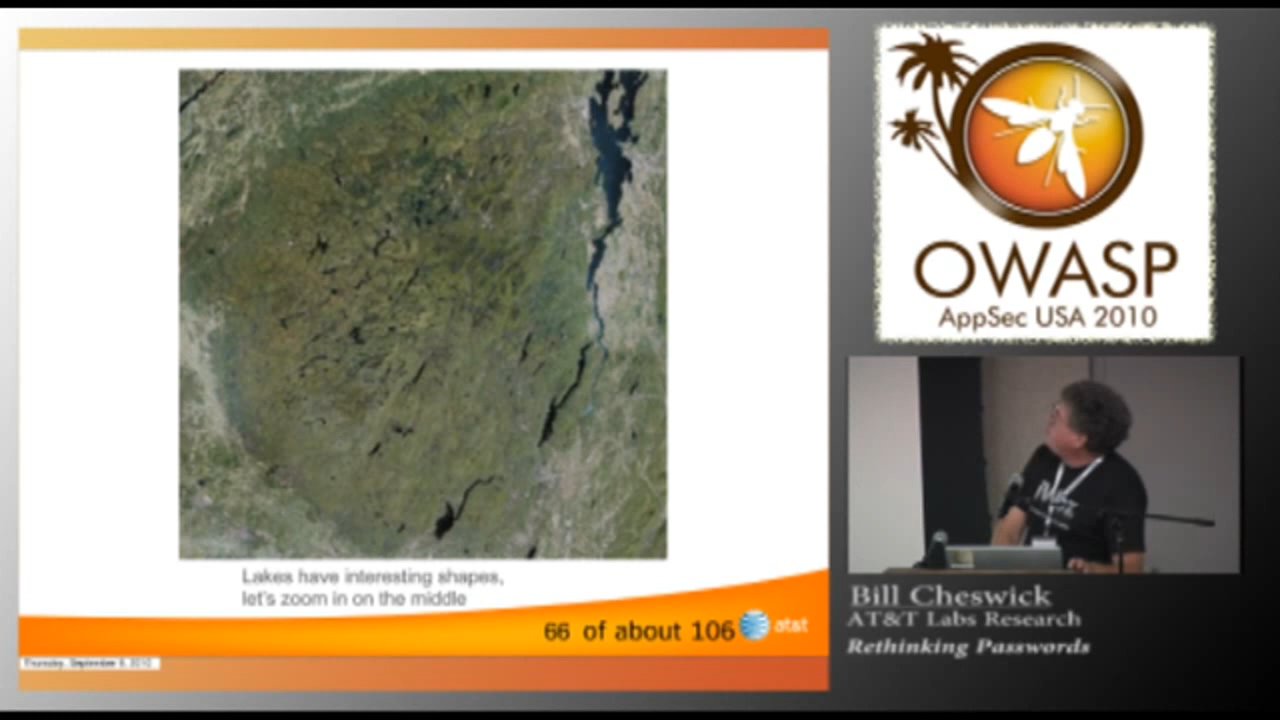 Lakes have interesting shapes,
let's zoom in on the middle
66 of about 106
at&t
OWASP
AppSec USA 2010
Bill Cheswick
AT&T Labs Research
Rethinking Passwords